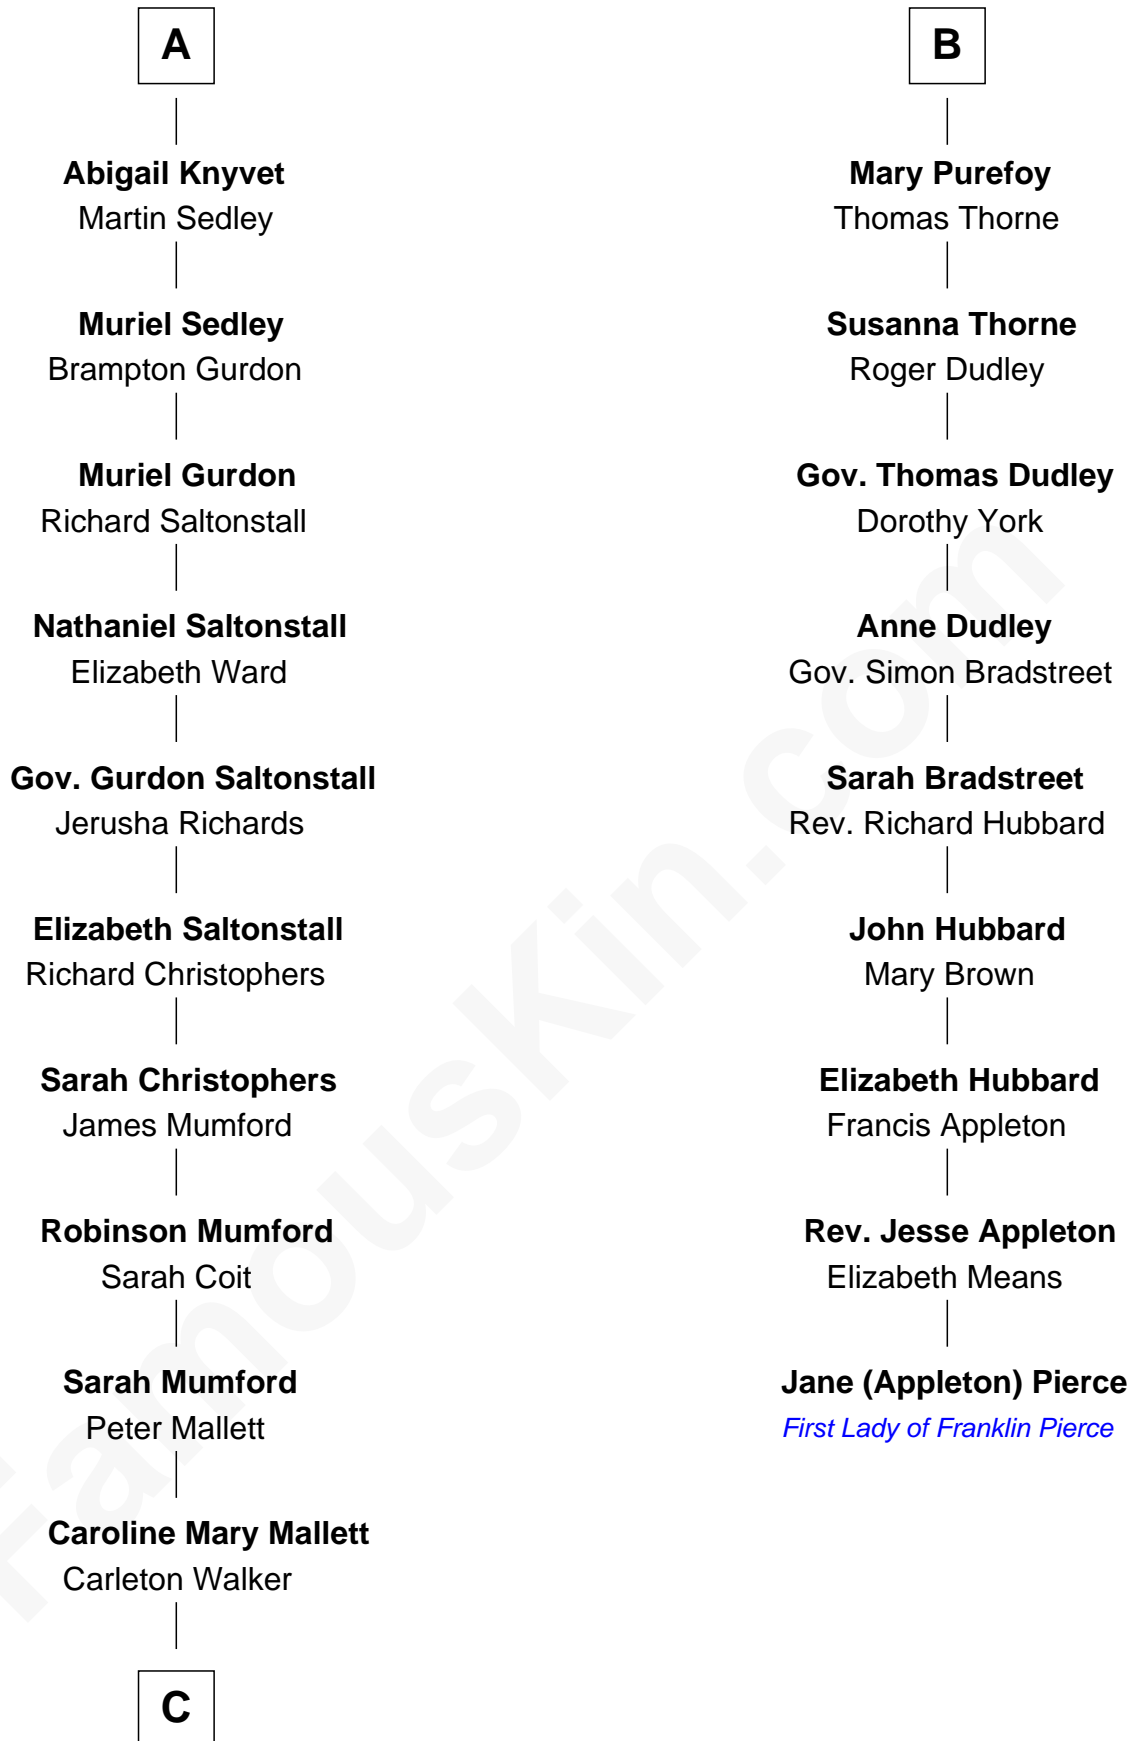 A
Abigail Knyvet
Martin Sedley
Muriel Sedley
Brampton Gurdon
Muriel Gurdon
Richard Saltonstall
Nathaniel Saltonstall
Elizabeth Ward
Gov. Gurdon Saltonstall
Jerusha Richards
Elizabeth Saltonstall
Richard Christophers
Sarah Christophers
James Mumford
Robinson Mumford
Sarah Coit
Sarah Mumford
Peter Mallett
Caroline Mary Mallett
Carleton Walker
C
B
Mary Purefoy
Thomas Thorne
Susanna Thorne
Roger Dudley
Gov. Thomas Dudley
Dorothy York
Anne Dudley
Gov. Simon Bradstreet
Sarah Bradstreet
Rev. Richard Hubbard
John Hubbard
Mary Brown
Elizabeth Hubbard
Francis Appleton
Rev. Jesse Appleton
Elizabeth Means
Jane (Appleton) Pierce
First Lady of Franklin Pierce
FamousKin.com